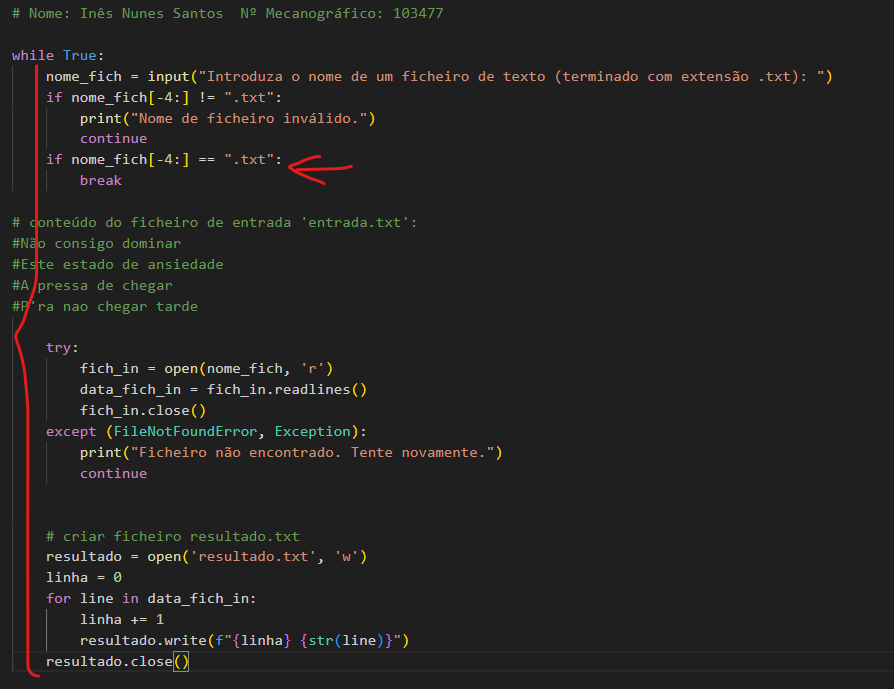 # Nome: Inês Nunes Santos  Nº Mecanográfico: 103477
while True:
    nome_fich = input("Introduza o nome de um ficheiro de texto (terminado com extensão .txt): ")
    if nome_fich[-4:] != ".txt":
        print("Nome de ficheiro inválido.")
        continue
    if nome_fich[-4:] == ".txt":
        break
# conteúdo do ficheiro de entrada 'entrada.txt':
#Não consigo dominar
#Este estado de ansiedade
#A pressa de chegar
#P'ra nao chegar tarde
    try:
        fich_in = open(nome_fich, 'r')
        data_fich_in = fich_in.readlines()
        fich_in.close()
    except (FileNotFoundError, Exception):
        print("Ficheiro não encontrado. Tente novamente.")
        continue
    # criar ficheiro resultado.txt
    resultado = open('resultado.txt', 'w')
    linha = 0
    for line in data_fich_in:
        linha += 1
        resultado.write(f"{linha} {str(line)}")
    resultado.close()